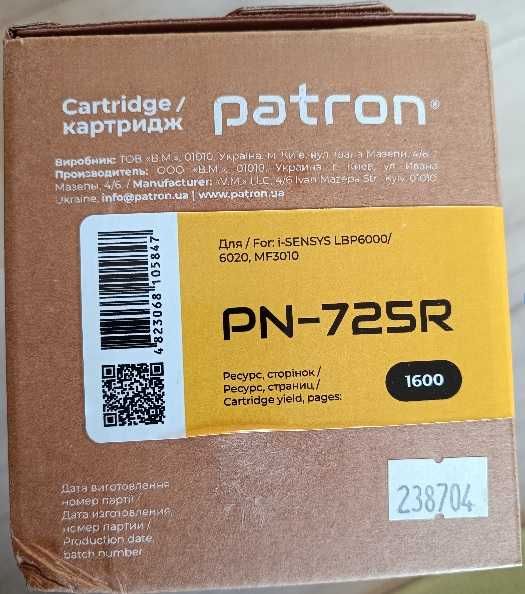 Cartridge /
картридж
patron®
Виробник: ТОВ «В.М.», 01010, Україна, м. Київ, вул. Івана Мазепи, 4/6. /
Производитель: ООО «В.М.», 01010, Украина, г. Киев, ул. Ивана
Мазепы, 4/6. / Manufacturer: «V.M.» LLC, 4/6 Ivan Mazepa Str., Kyiv, 01010,
Ukraine, info@patron.ua | www.patron.ua
4 823068 105847
Для / For: i-SENSYS LBP6000/
6020, MF3010
PN-725R
Ресурс, сторінок /
Ресурс, страниц /
Cartridge yield, pages:
1600
238704
Дата виготовлення,
номер партії /
Дата изготовления,
номер партии /
Production date,
batch number